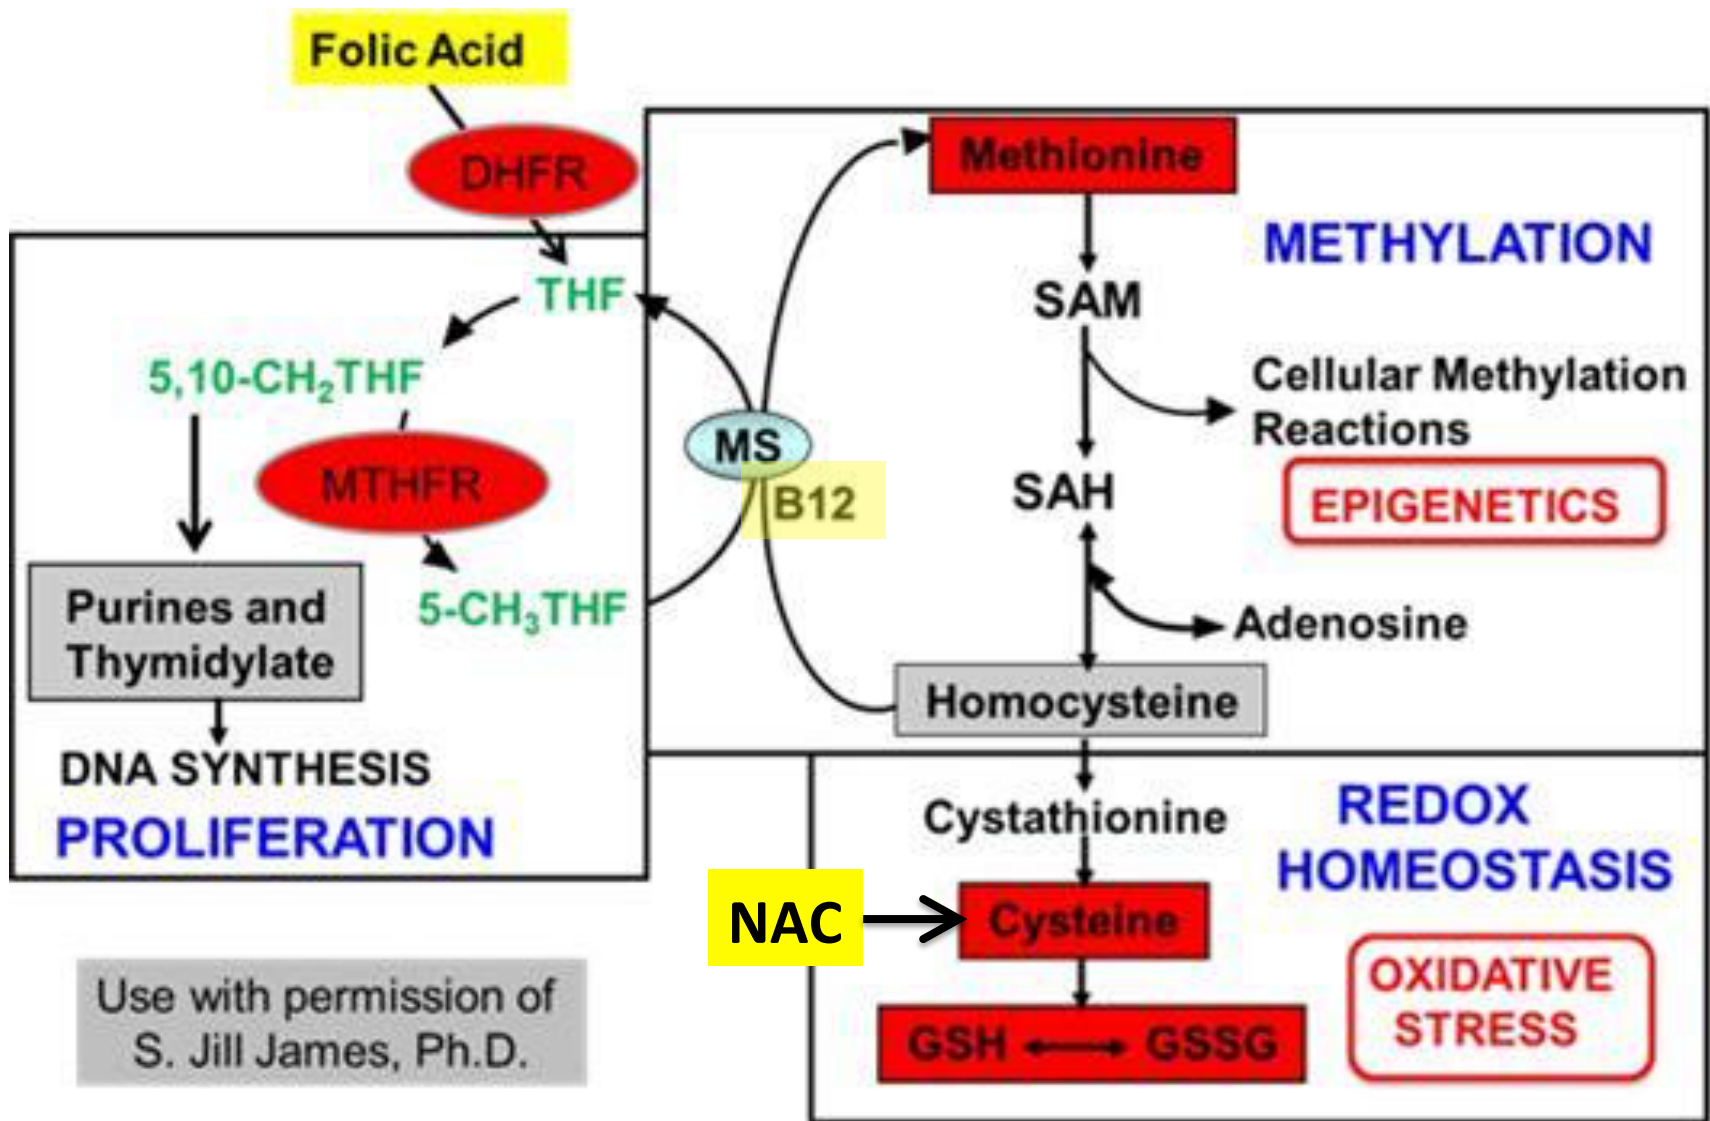 Folic Acid
DHFR
THF
5,10-CH₂THF
MTHFR
5-CH₃THF
Purines and
Thymidylate
DNA SYNTHESIS
PROLIFERATION
MS
B12
Methionine
METHYLATION
SAM
Cellular Methylation
Reactions
EPIGENETICS
SAH
Adenosine
Homocysteine
Cystathionine
REDOX
HOMEOSTASIS
NAC
Cysteine
OXIDATIVE
STRESS
GSH GSSG
Use with permission of
S. Jill James, Ph.D.